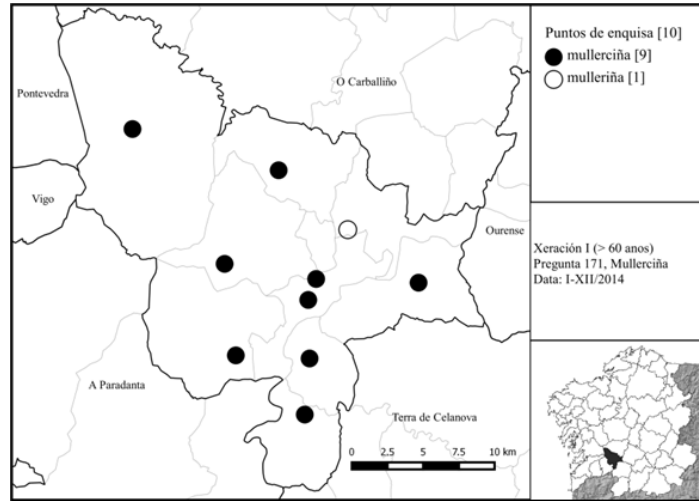 Pontevedra
O Carballiño
Vigo
Ourense
A Paradanta
Terra de Celanova
0 2.5 5 7.5 10 km
Puntos de enquisa [10]
mullerciña [9]
mulleriña [1]
Xeración I (> 60 anos)
Pregunta 171, Mullerciña
Data: I-XII/2014